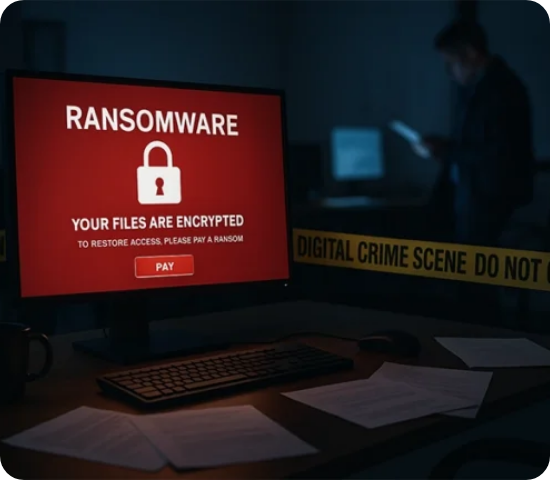 RANSOMWARE
YOUR FILES ARE ENCRYPTED
TO RESTORE ACCESS, PLEASE PAY A RANSOM
PAY
DIGITAL CRIME SCENE DO NOT